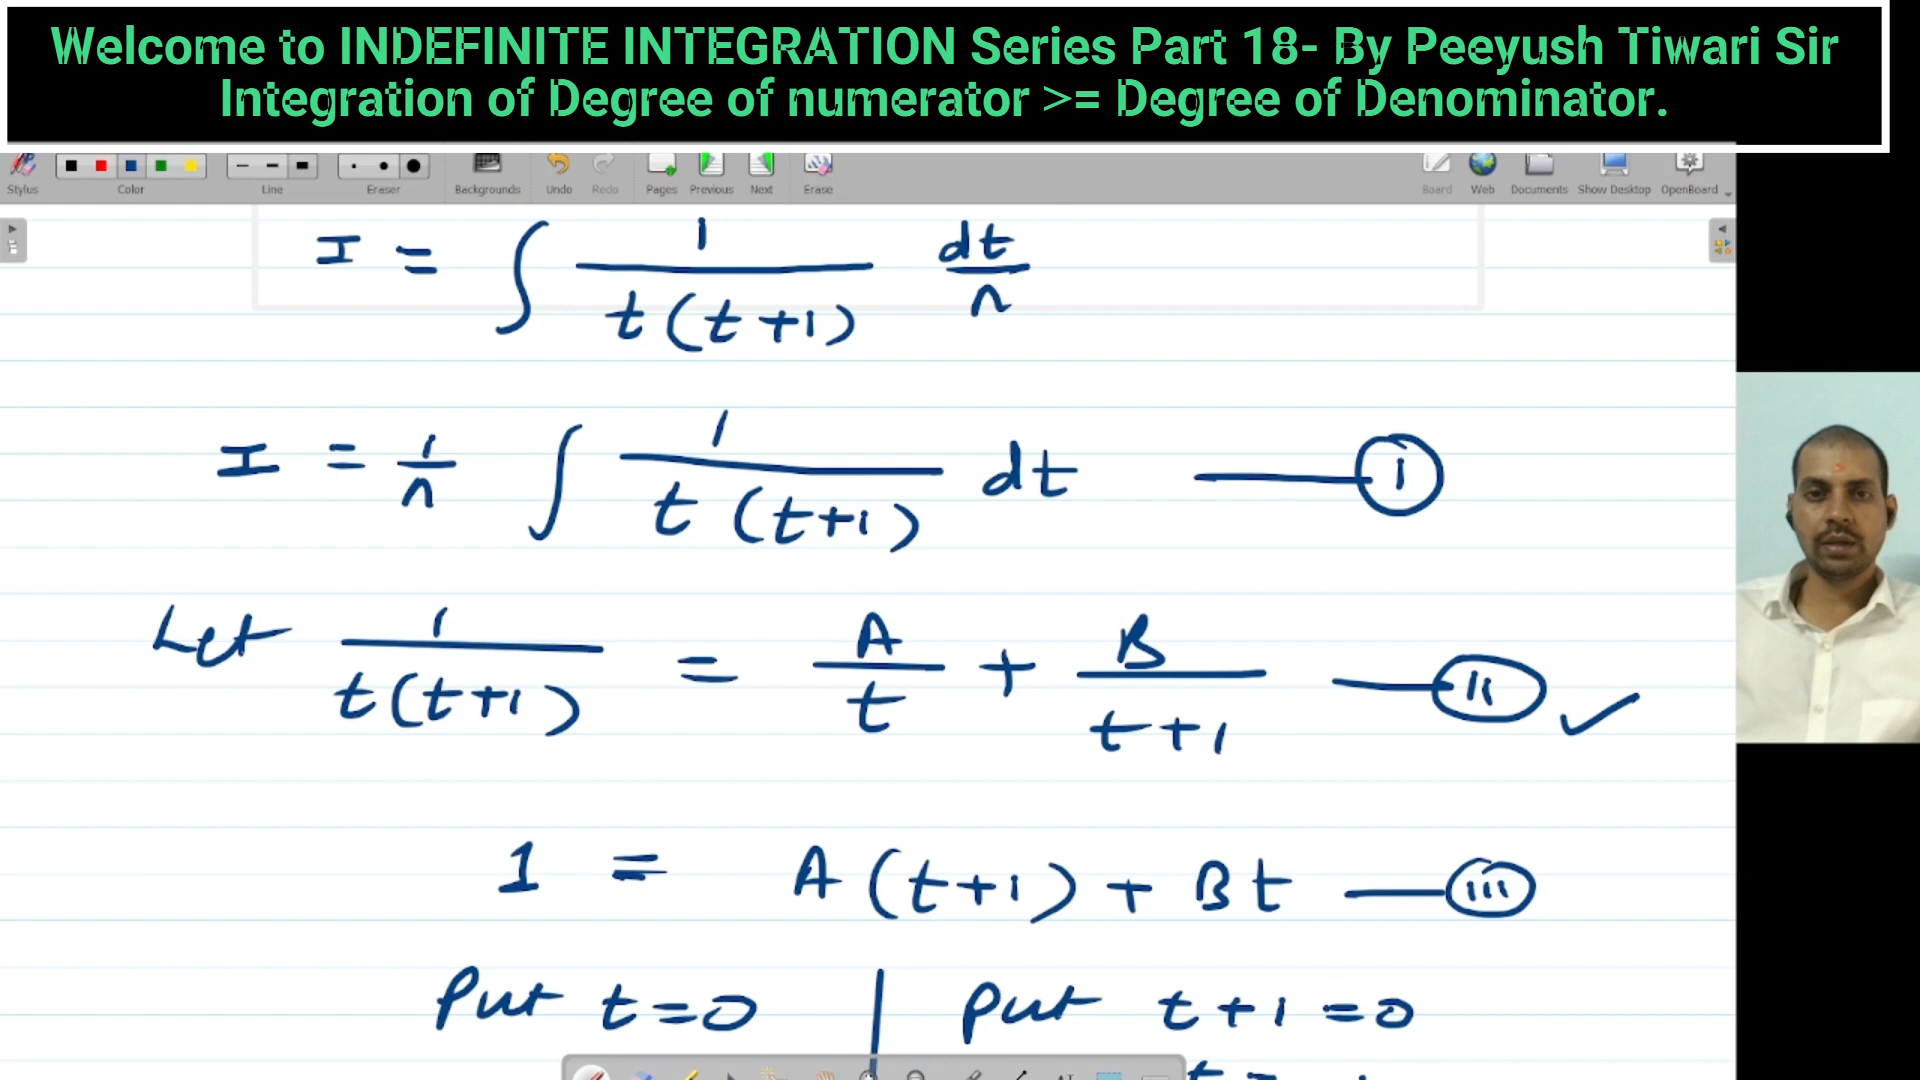 Welcome to INDEFINITE INTEGRATION Series Part 18- By Peeyush Tiwari Sir
Integration of Degree of numerator >= Degree of Denominator.
Stylus Color Line Eraser Backgrounds Undo Redo Pages Previous Next Erase Board Web Documents Show Desktop OpenBoard
I = ∫ 1/(t(t+1)) dt/n
I = 1/n ∫ 1/(t(t+1)) dt — (i)
Let 1/(t(t+1)) = A/t + B/(t+1) — (ii) ✓
1 = A(t+1) + Bt — (iii)
Put t=0 | put t+1=0